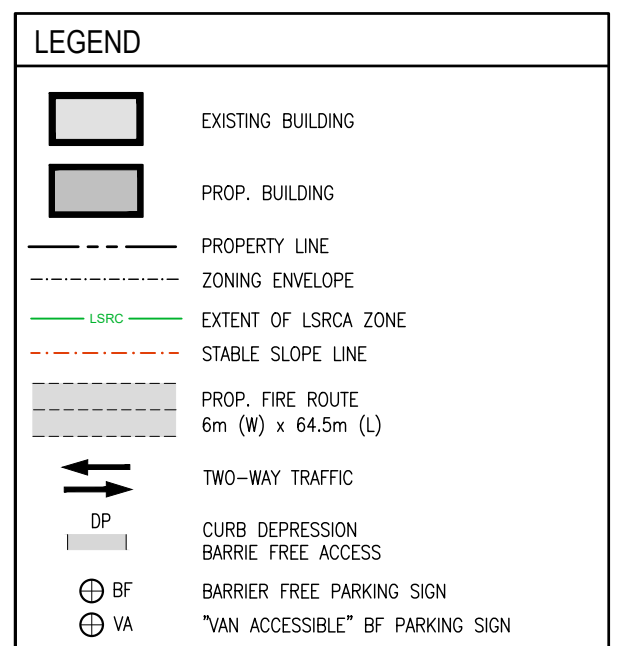 LEGEND
EXISTING BUILDING
PROP. BUILDING
PROPERTY LINE
ZONING ENVELOPE
LSRC EXTENT OF LSRCA ZONE
STABLE SLOPE LINE
PROP. FIRE ROUTE
6m (W) x 64.5m (L)
TWO-WAY TRAFFIC
DP
CURB DEPRESSION
BARRIE FREE ACCESS
BF BARRIER FREE PARKING SIGN
VA "VAN ACCESSIBLE" BF PARKING SIGN